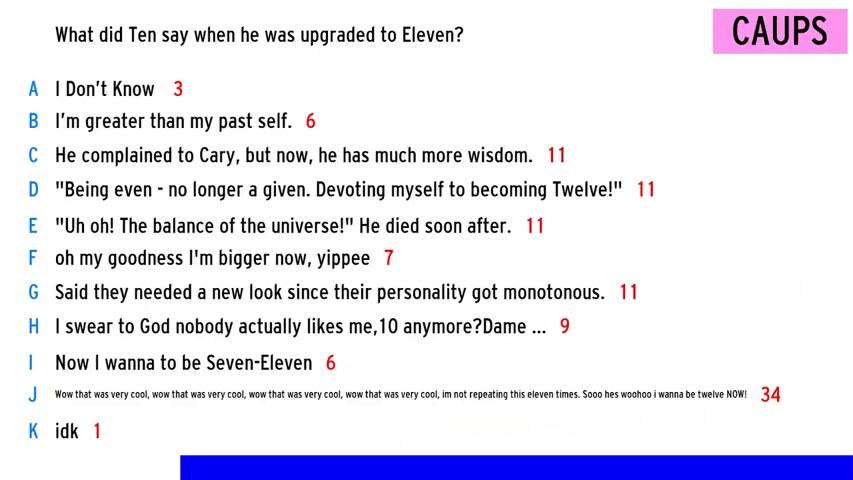 What did Ten say when he was upgraded to Eleven?
CAUPS
A I Don't Know 3
B I'm greater than my past self. 6
C He complained to Cary, but now, he has much more wisdom. 11
D "Being even - no longer a given. Devoting myself to becoming Twelve!" 11
E "Uh oh! The balance of the universe!" He died soon after. 11
F oh my goodness I'm bigger now, yippee 7
G Said they needed a new look since their personality got monotonous. 11
H I swear to God nobody actually likes me,10 anymore?Dame ... 9
I Now I wanna to be Seven-Eleven 6
J Wow that was very cool, wow that was very cool, wow that was very cool, wow that was very cool, im not repeating this eleven times. Sooo hes woohoo i wanna be twelve NOW! 34
K idk 1